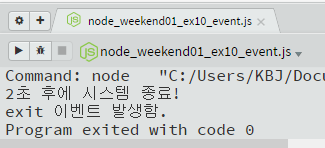 node_weekend01_ex10_event.js
node_weekend01_ex10_event.js
Command: node   "C:/Users/KBJ/Docu
2초 후에 시스템 종료!
exit 이벤트 발생함.
Program exited with code 0